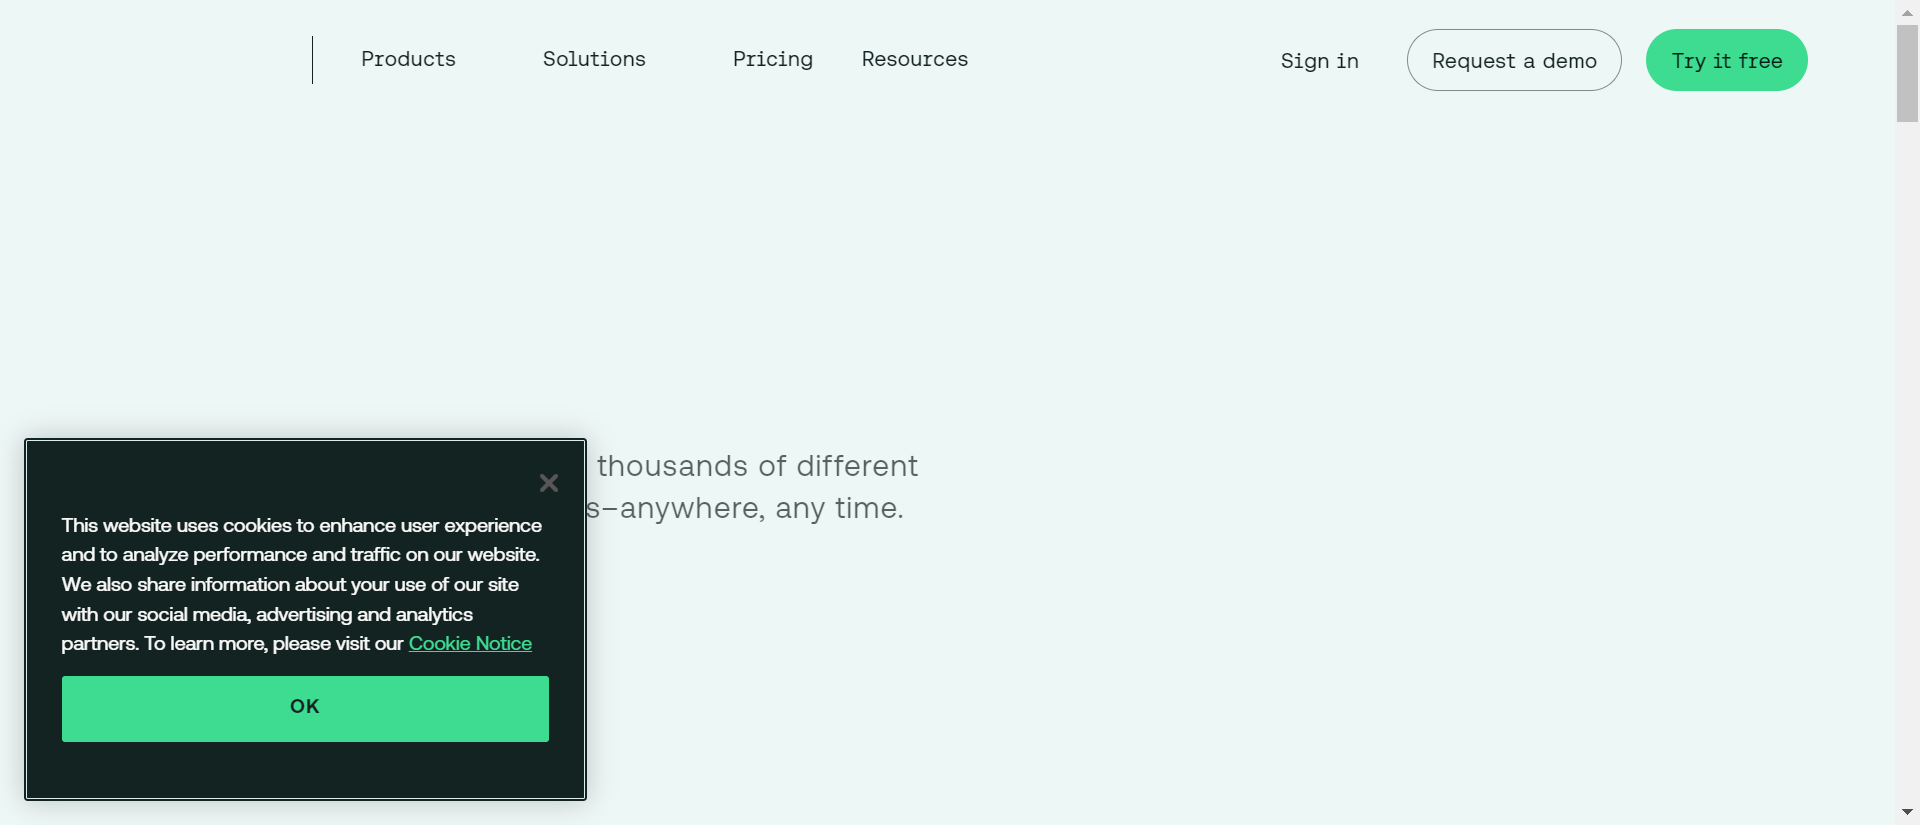 Products
Solutions
Pricing
Resources
Sign in
Request a demo
Try it free
thousands of different
s–anywhere, any time.
This website uses cookies to enhance user experience
and to analyze performance and traffic on our website.
We also share information about your use of our site
with our social media, advertising and analytics
partners. To learn more, please visit our Cookie Notice
OK